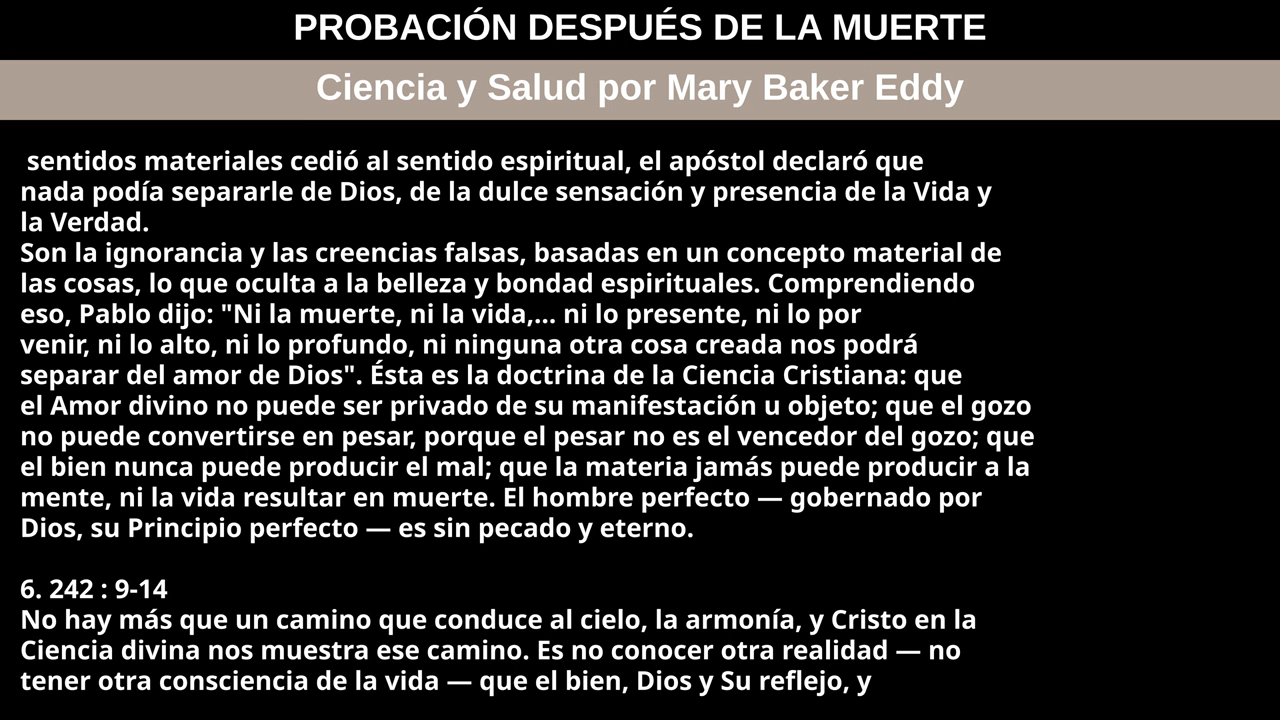 PROBACIÓN DESPUÉS DE LA MUERTE
Ciencia y Salud por Mary Baker Eddy
sentidos materiales cedió al sentido espiritual, el apóstol declaró que
nada podía separarle de Dios, de la dulce sensación y presencia de la Vida y
la Verdad.
Son la ignorancia y las creencias falsas, basadas en un concepto material de
las cosas, lo que oculta a la belleza y bondad espirituales. Comprendiendo
eso, Pablo dijo: "Ni la muerte, ni la vida,... ni lo presente, ni lo por
venir, ni lo alto, ni lo profundo, ni ninguna otra cosa creada nos podrá
separar del amor de Dios". Ésta es la doctrina de la Ciencia Cristiana: que
el Amor divino no puede ser privado de su manifestación u objeto; que el gozo
no puede convertirse en pesar, porque el pesar no es el vencedor del gozo; que
el bien nunca puede producir el mal; que la materia jamás puede producir a la
mente, ni la vida resultar en muerte. El hombre perfecto — gobernado por
Dios, su Principio perfecto — es sin pecado y eterno.
6. 242 : 9-14
No hay más que un camino que conduce al cielo, la armonía, y Cristo en la
Ciencia divina nos muestra ese camino. Es no conocer otra realidad — no
tener otra consciencia de la vida — que el bien, Dios y Su reflejo, y